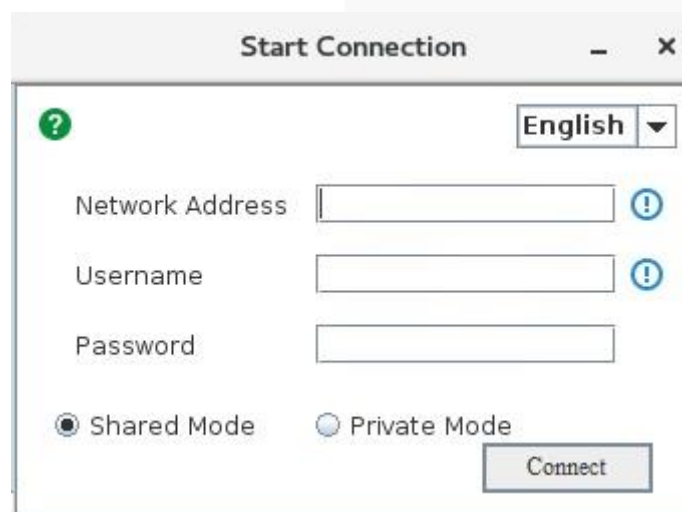 Start Connection
English
Network Address
Username
Password
Shared Mode Private Mode
Connect